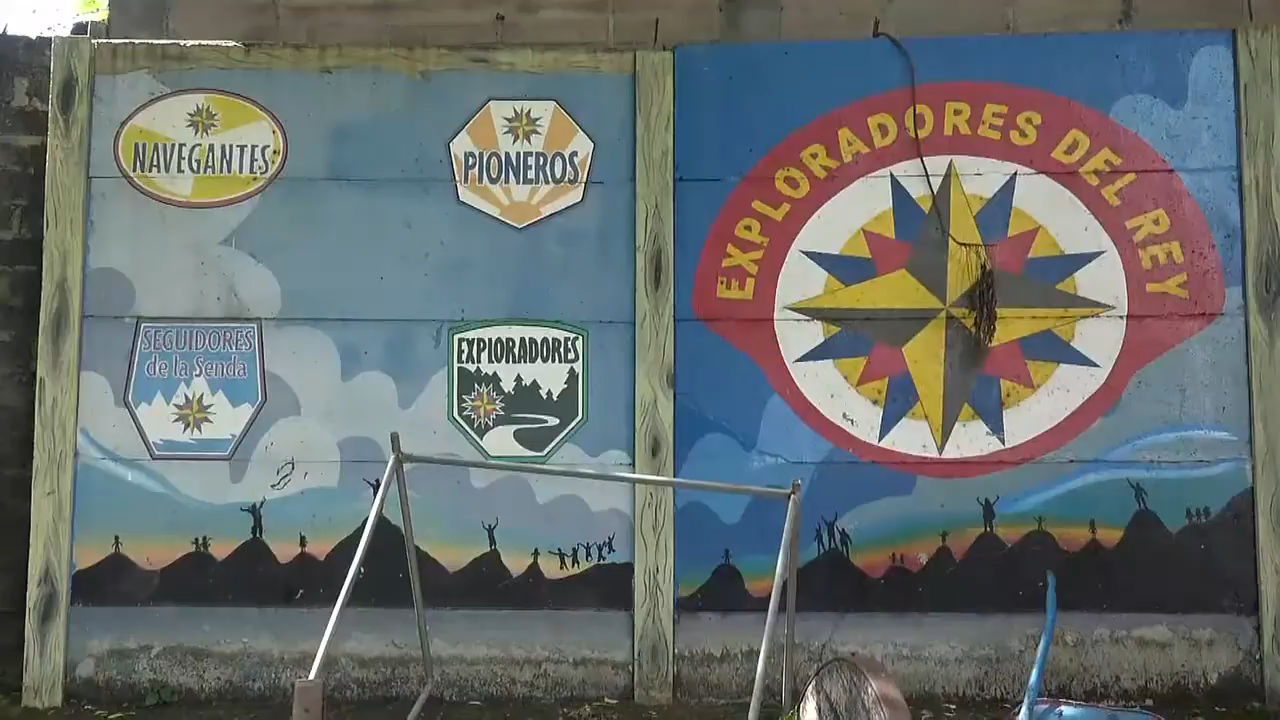 NAVEGANTES
PIONEROS
SEGUIDORES
de la Senda
EXPLORADORES
EXPLORADORES DEL REY